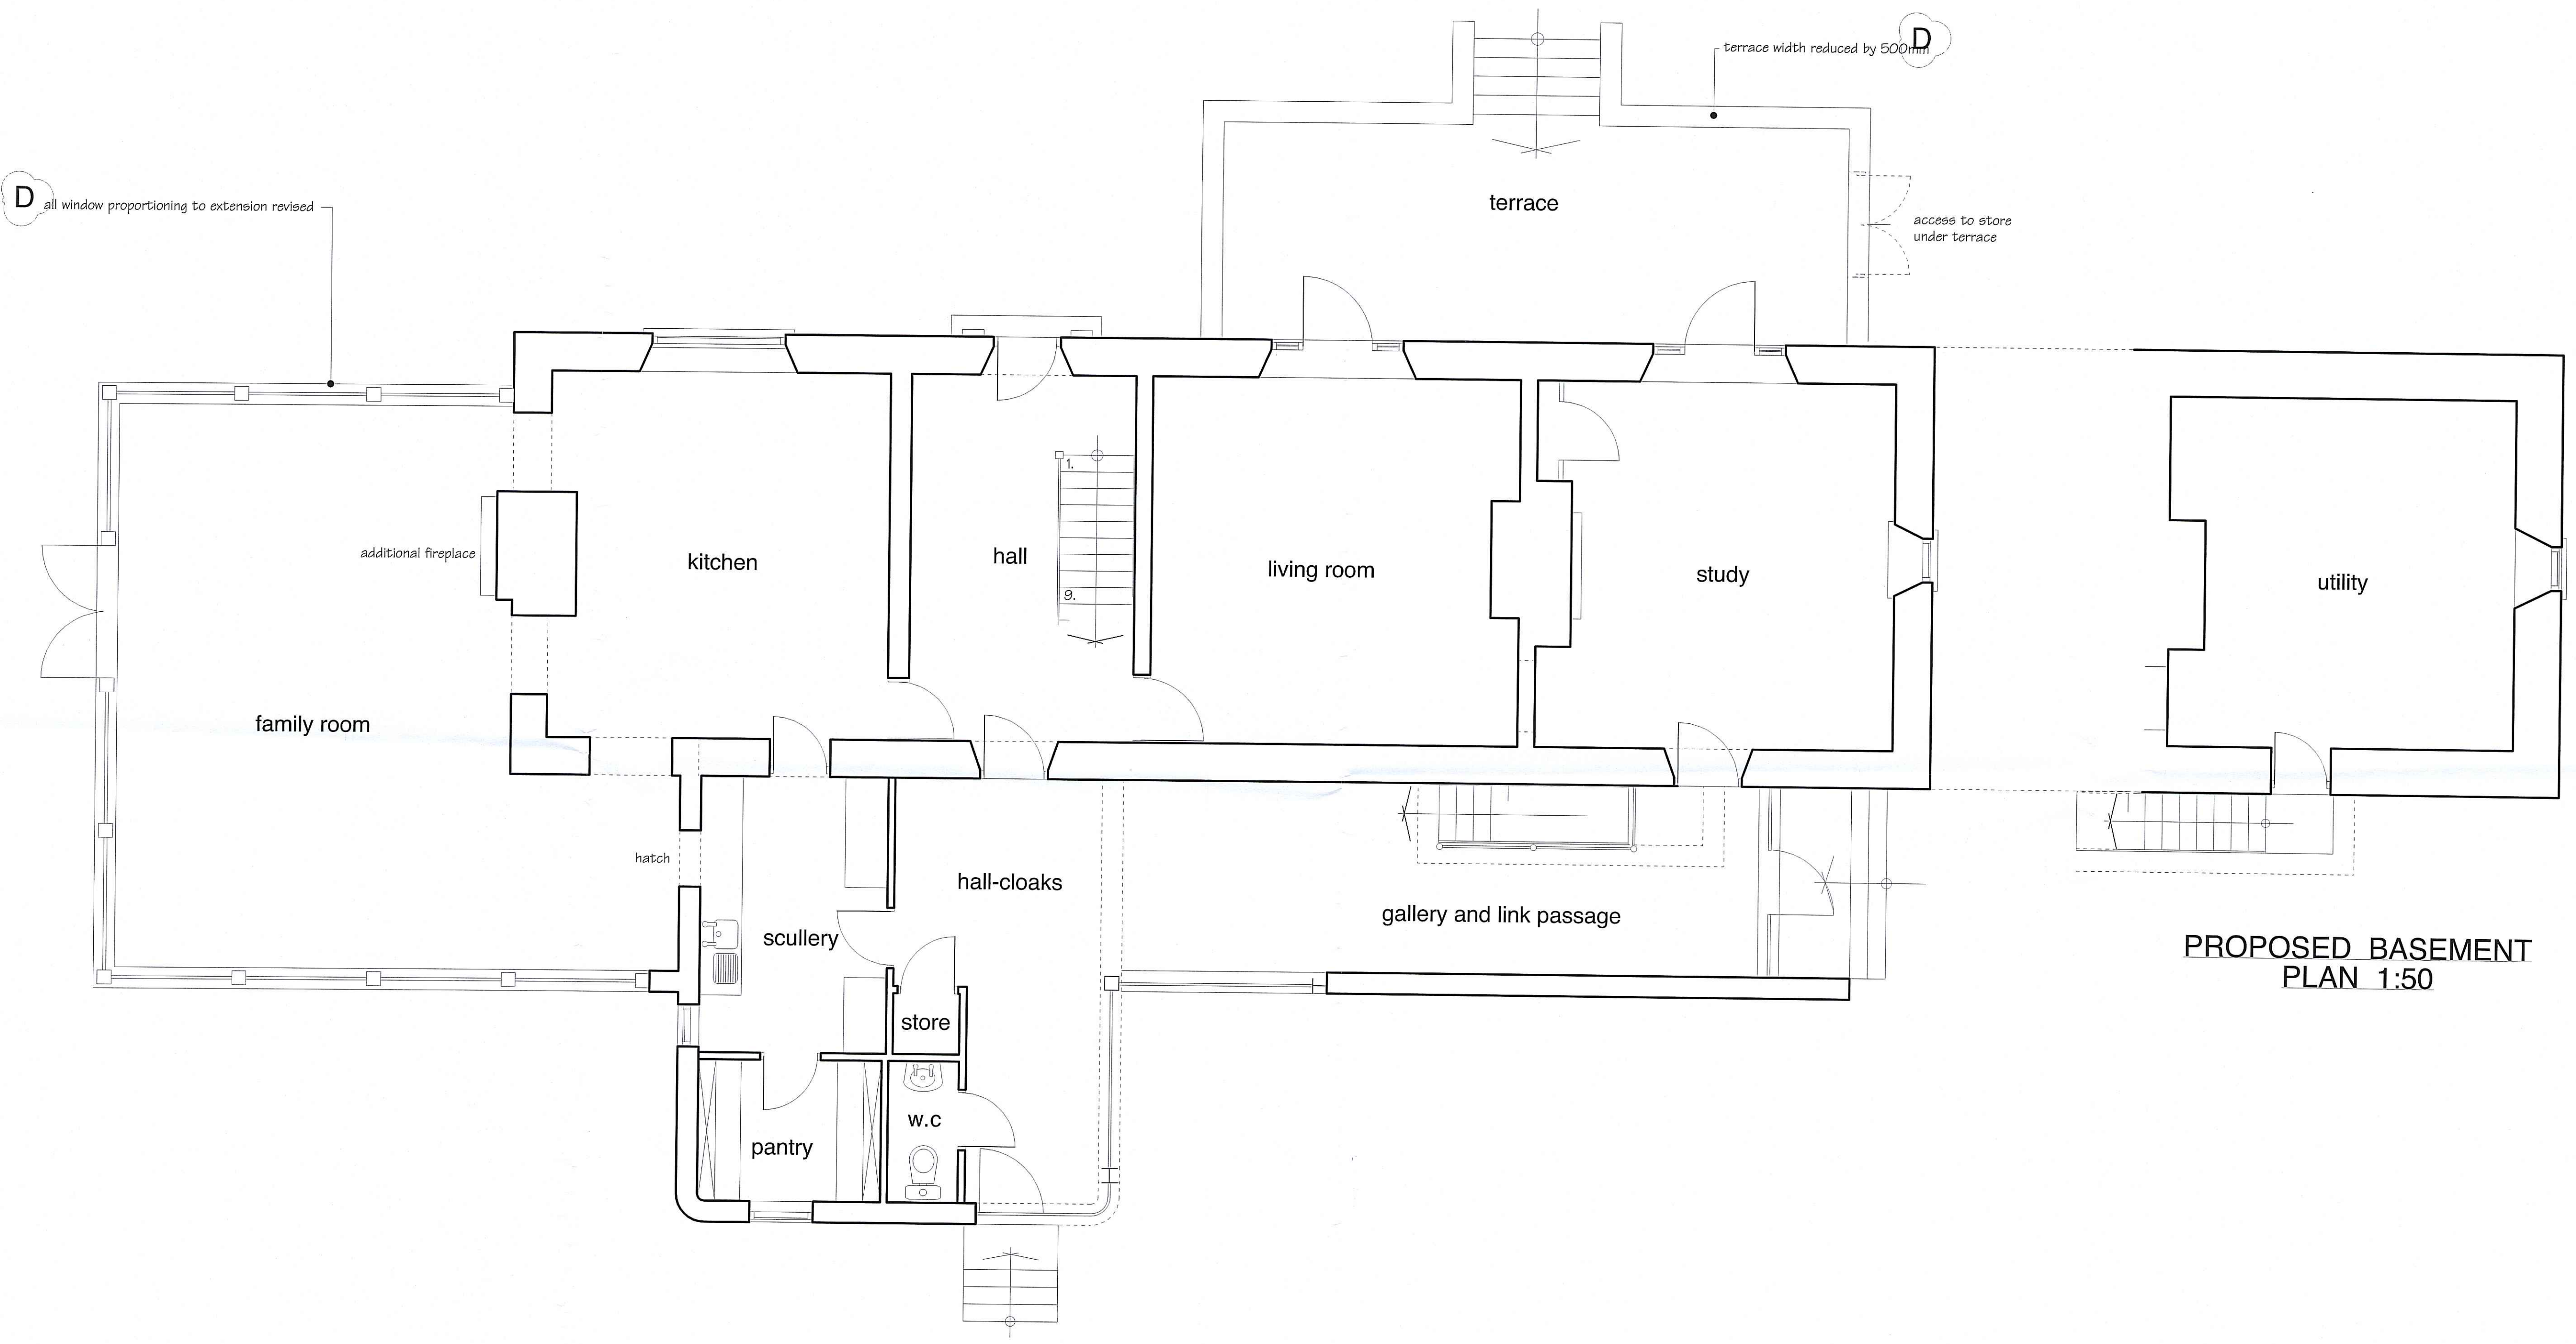 D
terrace width reduced by 500mm
terrace
D
all window proportioning to extension revised
access to store
under terrace
1.
9.
additional fireplace
kitchen
hall
living room
study
utility
family room
hatch
hall-cloaks
scullery
gallery and link passage
store
w.c
pantry
PROPOSED BASEMENT
PLAN 1:50